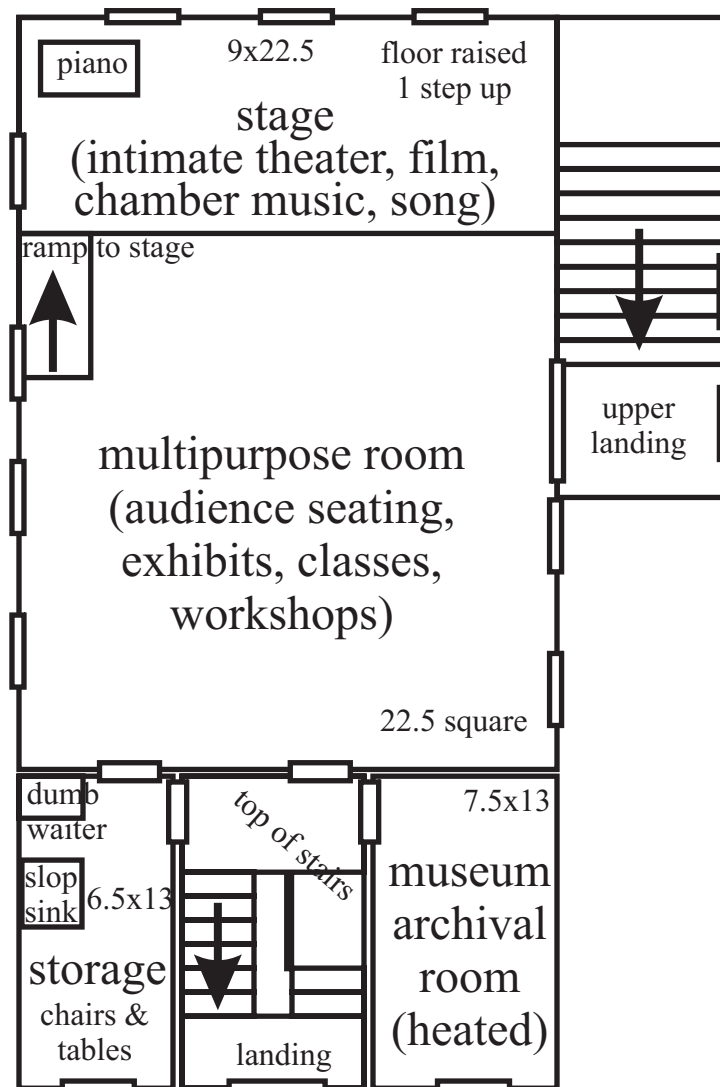 piano
9x22.5
floor raised
1 step up
stage
(intimate theater, film,
chamber music, song)
ramp to stage
upper
landing
multipurpose room
(audience seating,
exhibits, classes,
workshops)
22.5 square
dumb
waiter
slop
sink
6.5x13
storage
chairs &
tables
top of stairs
landing
7.5x13
museum
archival
room
(heated)